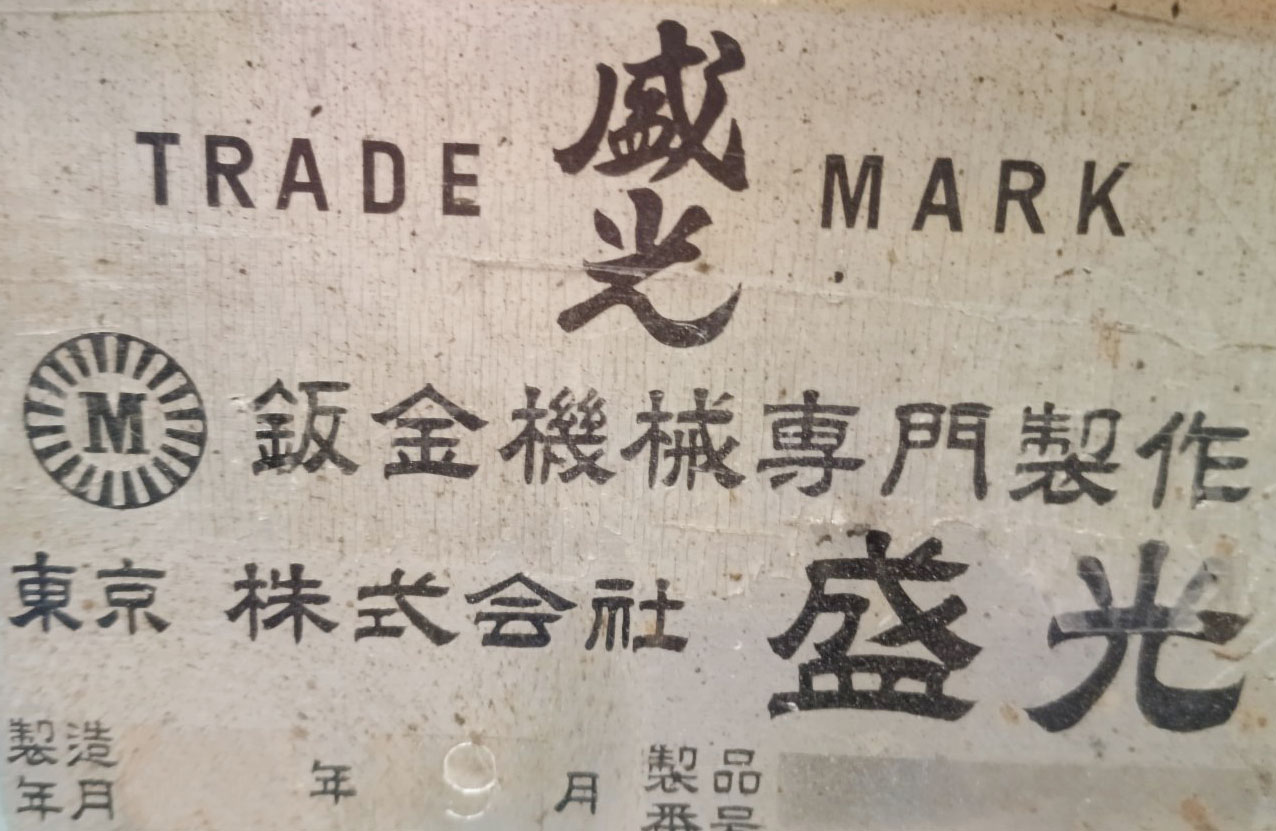 TRADE 盛光 MARK
M 鈑金機械専門製作
東京 株式会社 盛光
製造年月 年 9 月 製品番号